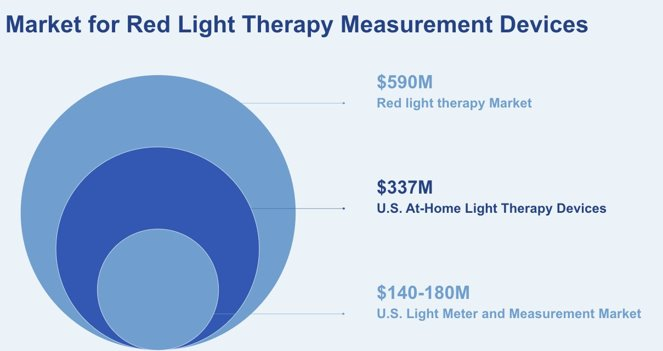 Market for Red Light Therapy Measurement Devices
$590M
Red light therapy Market
$337M
U.S. At-Home Light Therapy Devices
$140-180M
U.S. Light Meter and Measurement Market